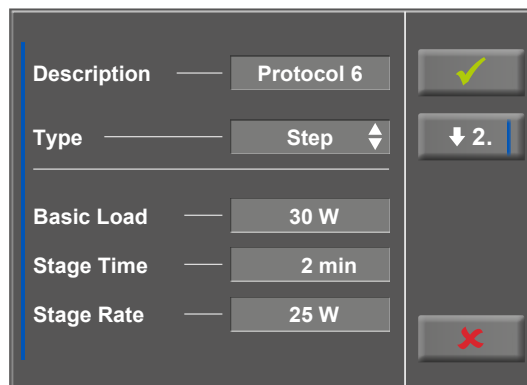 Description Protocol 6
Type Step
2.
Basic Load 30 W
Stage Time 2 min
Stage Rate 25 W